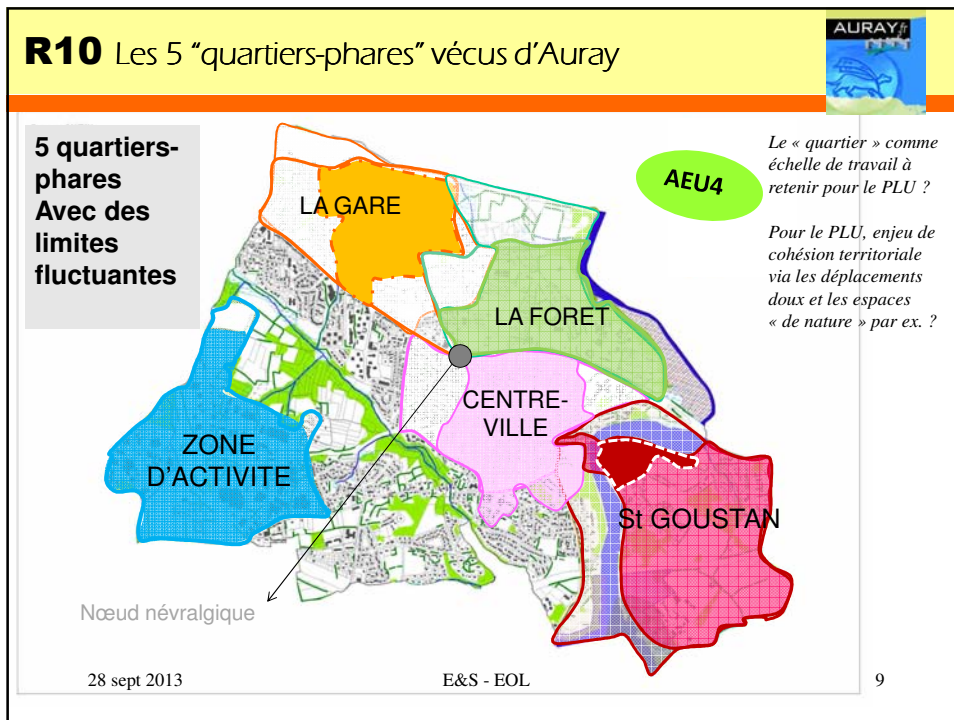 R10 Les 5 “quartiers-phares” vécus d’Auray
AURAY.fr
5 quartiers-
phares
Avec des
limites
fluctuantes
LA GARE
AEU4
Le « quartier » comme
échelle de travail à
retenir pour le PLU ?
Pour le PLU, enjeu de
cohésion territoriale
via les déplacements
doux et les espaces
« de nature » par ex. ?
LA FORET
CENTRE-
VILLE
ZONE
D’ACTIVITE
St GOUSTAN
Nœud névralgique
28 sept 2013
E&S - EOL
9